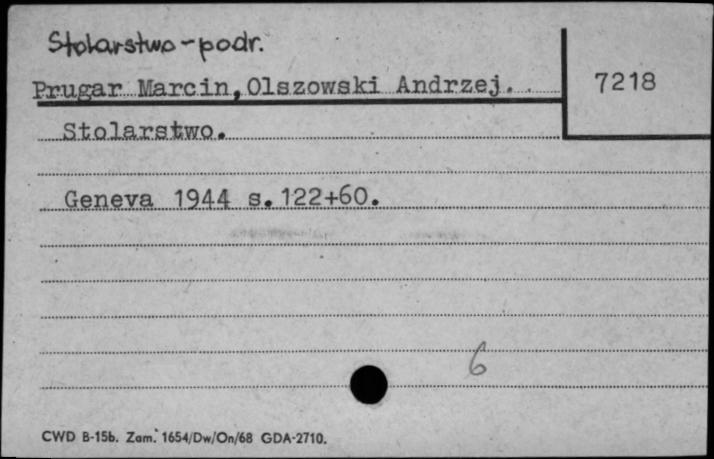 Stolarstwo-podr.
Prugar Marcin, Olszowski Andrzej.
7218
Stolarstwo.
Geneva 1944 s. 122+60.
6
CWD B-15b. Zam. 1654/Dw/On/68 GDA-2710.